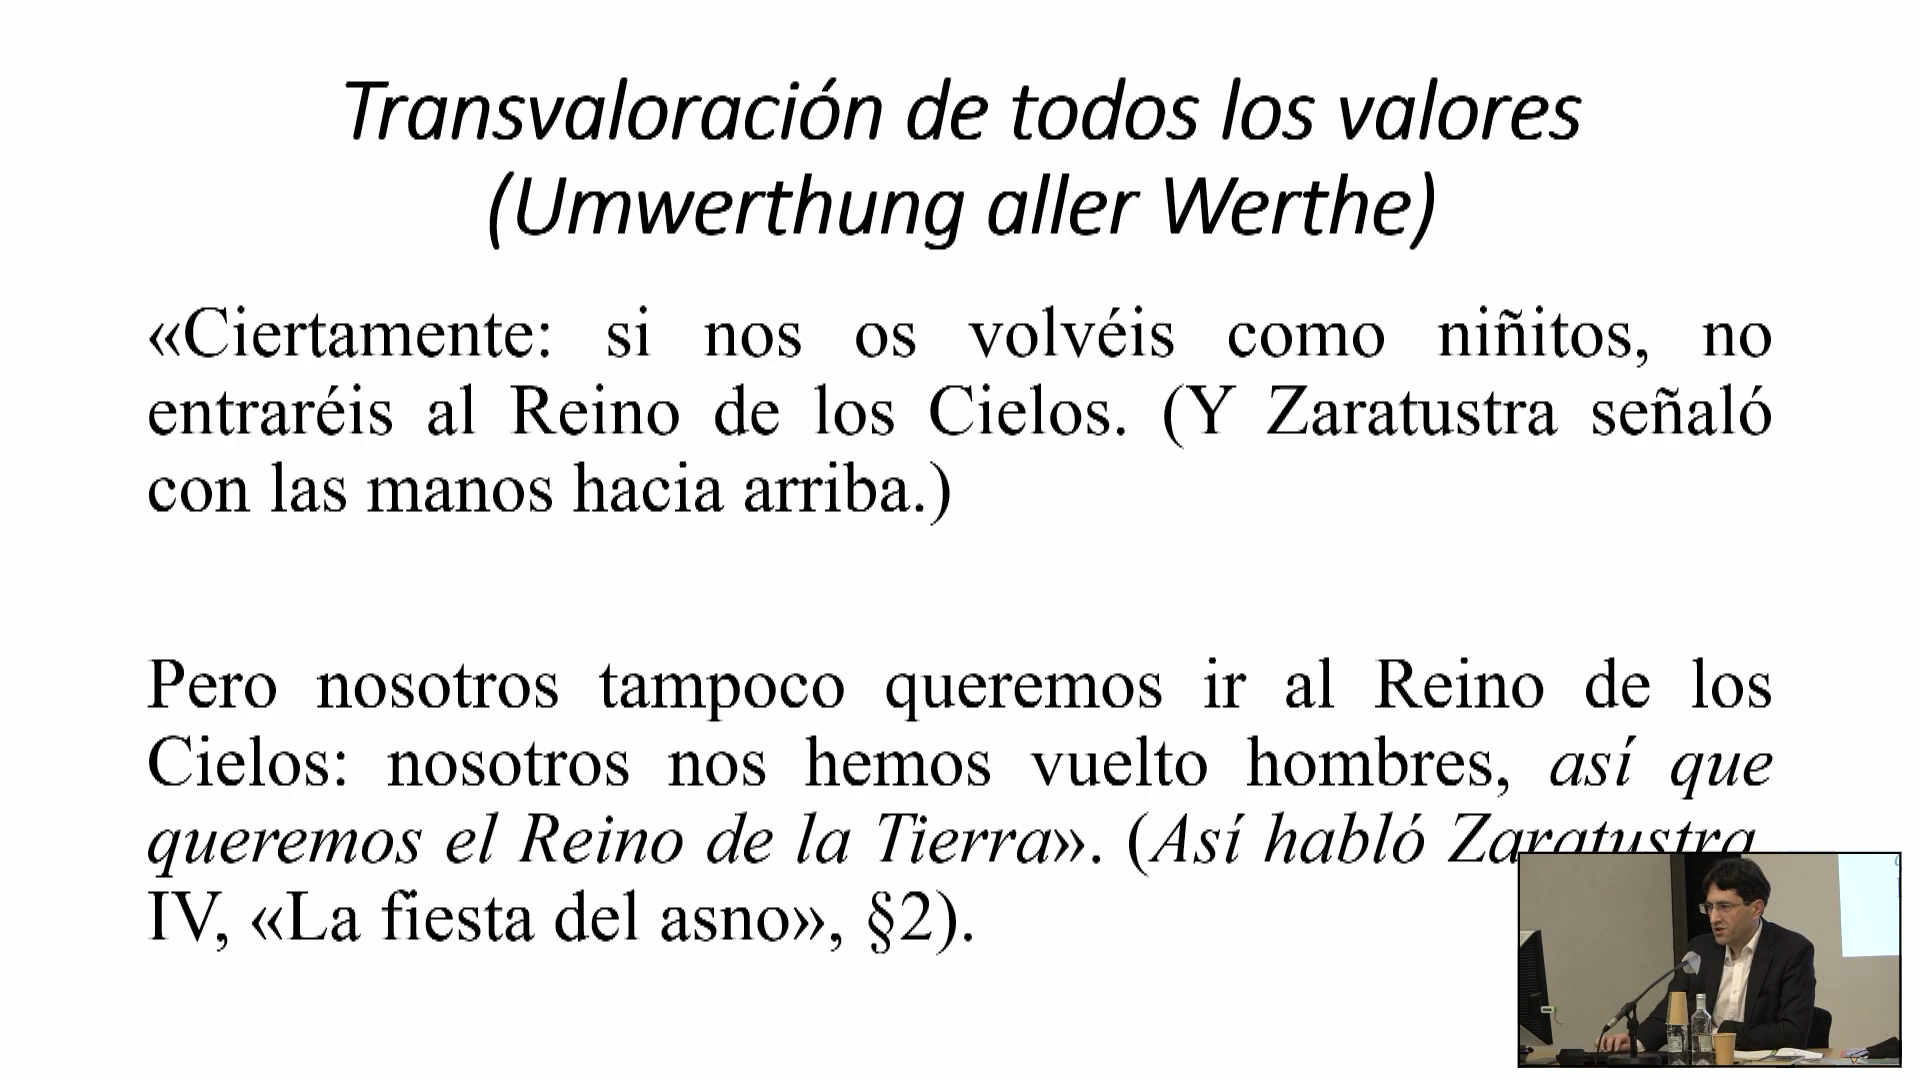 Transvaloración de todos los valores
(Umwerthung aller Werthe)
«Ciertamente: si nos os volvéis como niñitos, no
entraréis al Reino de los Cielos. (Y Zaratustra señaló
con las manos hacia arriba.)
Pero nosotros tampoco queremos ir al Reino de los
Cielos: nosotros nos hemos vuelto hombres, así que
queremos el Reino de la Tierra». (Así habló Zaratustra,
IV, «La fiesta del asno», §2).